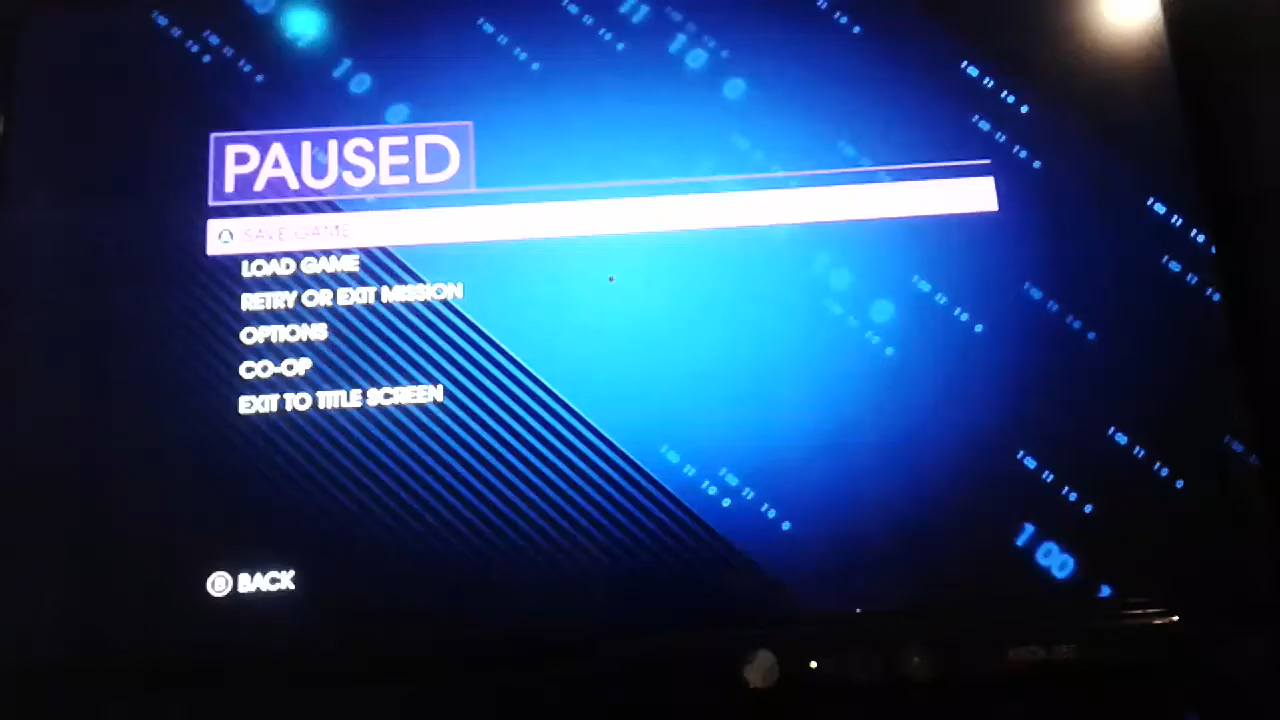 PAUSED
A SAVE GAME
LOAD GAME
RETRY OR EXIT MISSION
OPTIONS
CO-OP
EXIT TO TITLE SCREEN
B BACK